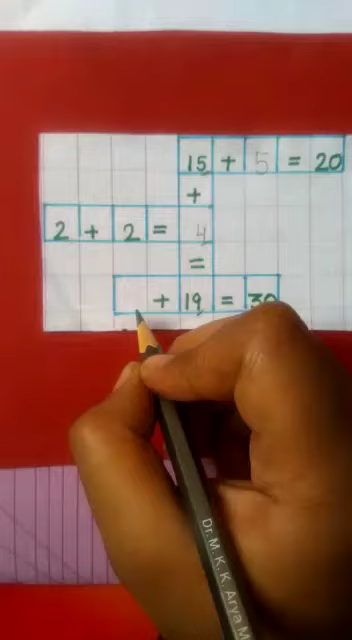 15 + 5 = 20
+
2 + 2 = 4
=
+ 19 = 30
Dr. M. K. K. Arya M